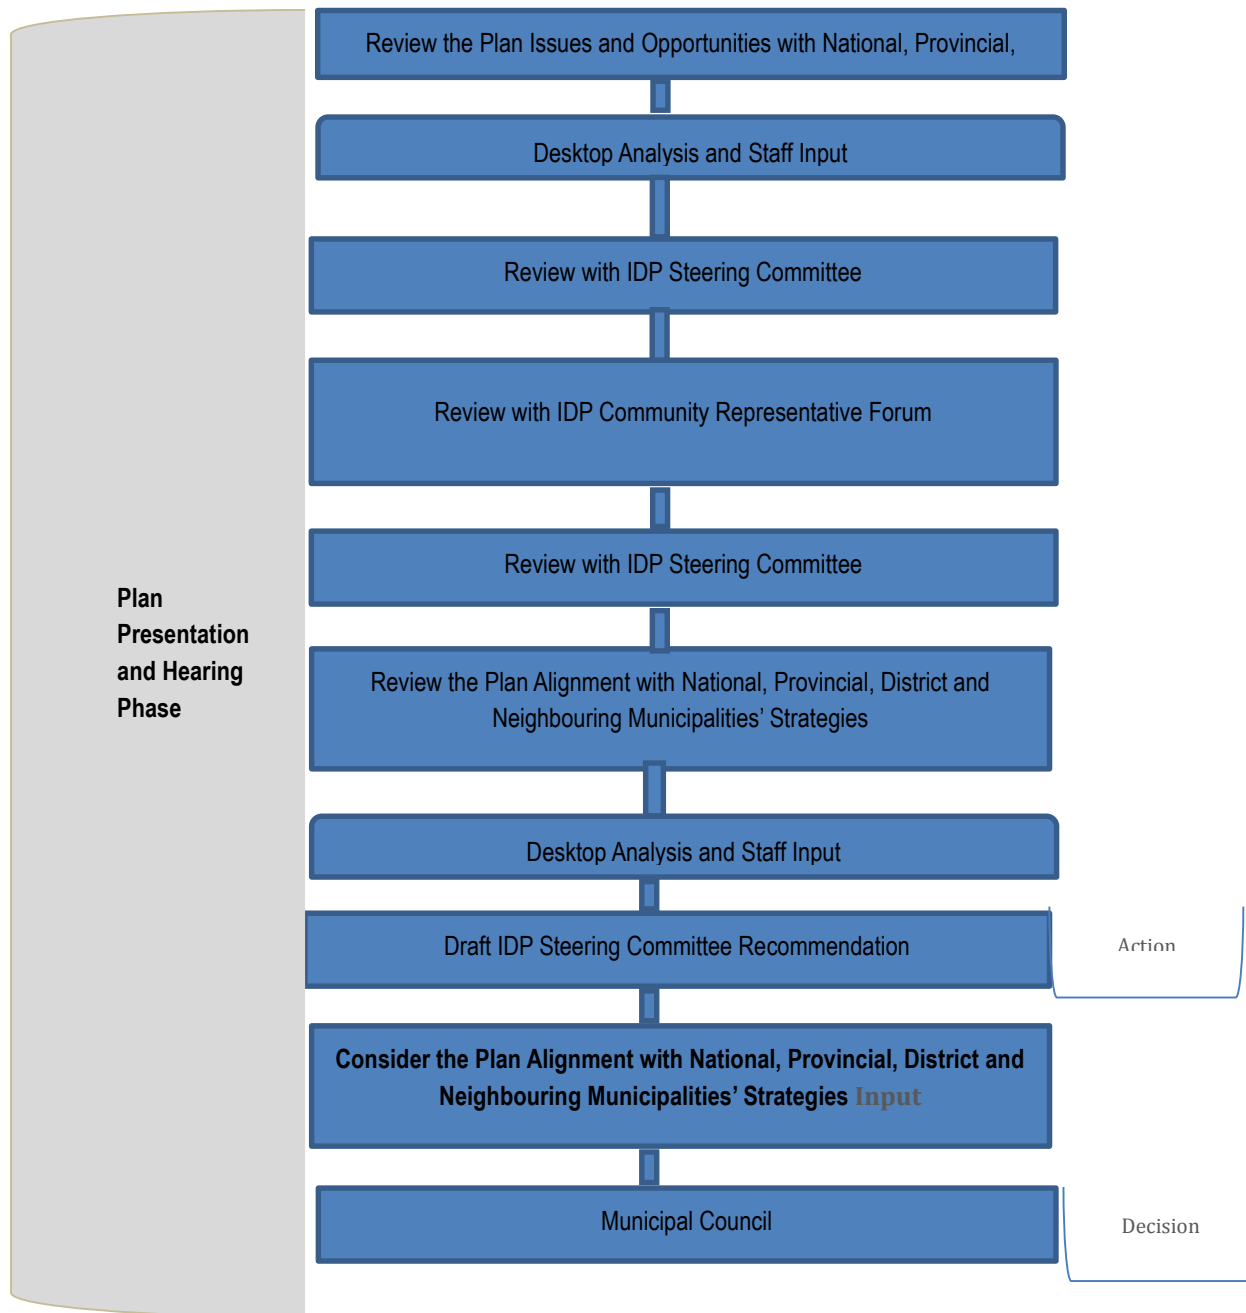 Review the Plan Issues and Opportunities with National, Provincial,
Desktop Analysis and Staff Input
Review with IDP Steering Committee
Review with IDP Community Representative Forum
Review with IDP Steering Committee
Plan
Presentation
and Hearing
Phase
Review the Plan Alignment with National, Provincial, District and
Neighbouring Municipalities’ Strategies
Desktop Analysis and Staff Input
Draft IDP Steering Committee Recommendation
Action
Consider the Plan Alignment with National, Provincial, District and
Neighbouring Municipalities’ Strategies Input
Municipal Council
Decision